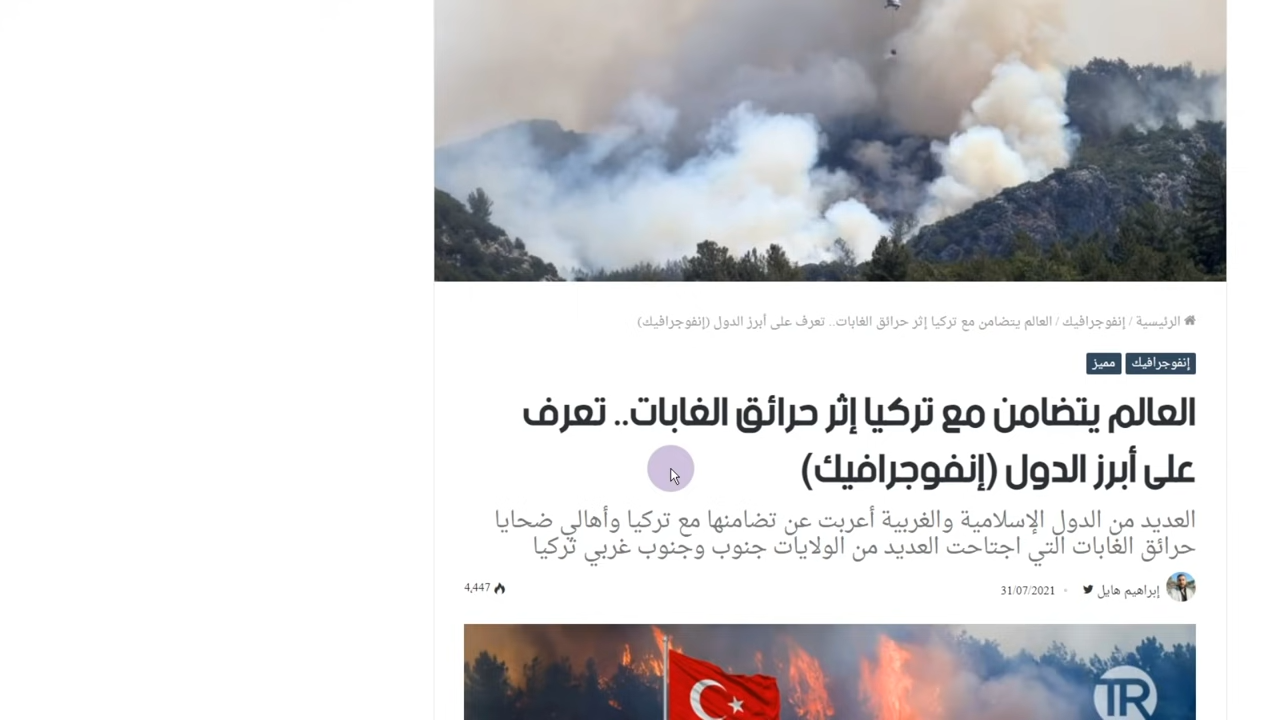 الرئيسية / إنفوجرافيك / العالم يتضامن مع تركيا إثر حرائق الغابات.. تعرف على أبرز الدول (إنفوجرافيك)
إنفوجرافيك مميز
العالم يتضامن مع تركيا إثر حرائق الغابات.. تعرف
على أبرز الدول (إنفوجرافيك)
العديد من الدول الإسلامية والغربية أعربت عن تضامنها مع تركيا وأهالي ضحايا
حرائق الغابات التي اجتاحت العديد من الولايات جنوب وجنوب غربي تركيا
إبراهيم هايل 31/07/2021 4,447
TR